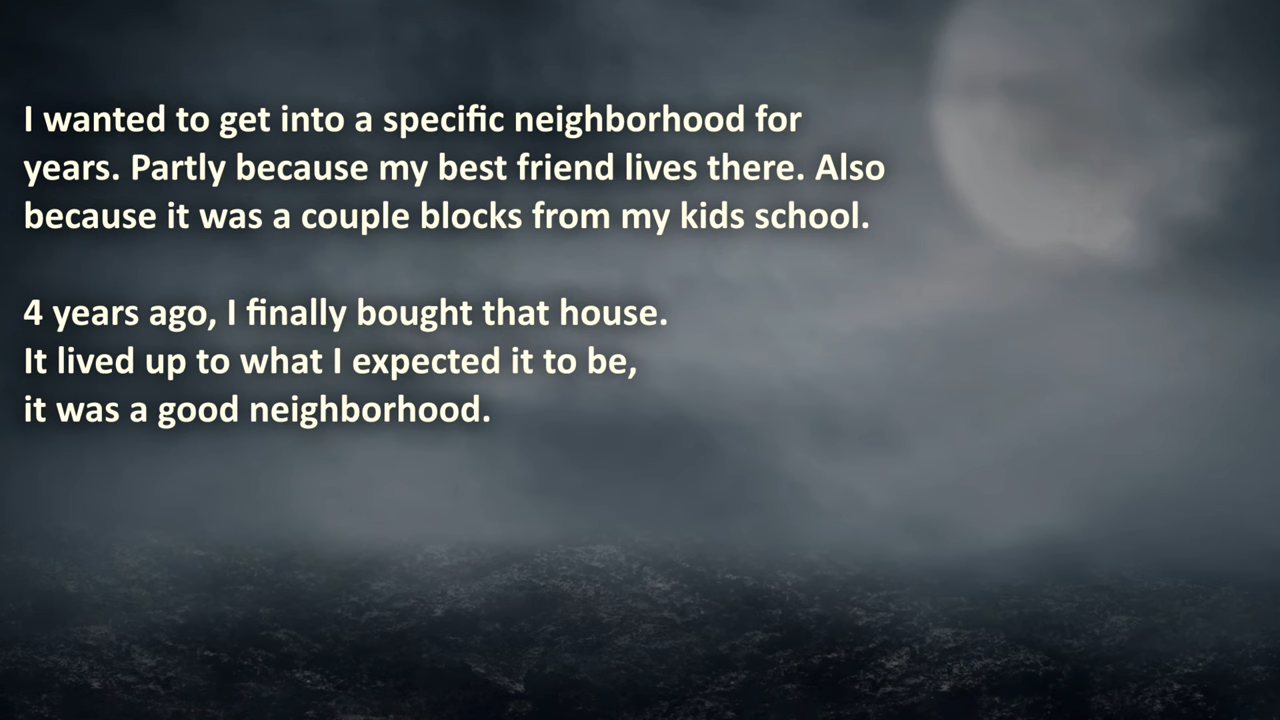 I wanted to get into a specific neighborhood for
years. Partly because my best friend lives there. Also
because it was a couple blocks from my kids school.
4 years ago, I finally bought that house.
It lived up to what I expected it to be,
it was a good neighborhood.